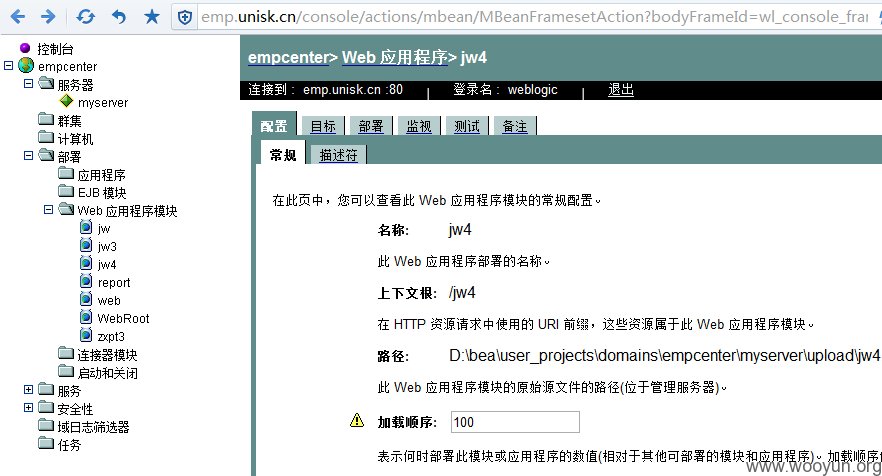 emp.unisk.cn/console/actions/mbean/MBeanFramesetAction?bodyFrameId=wl_console_fra
控制台
empcenter
服务器
myserver
群集
计算机
部署
应用程序
EJB 模块
Web 应用程序模块
jw
jw3
jw4
report
web
WebRoot
zxpt3
连接器模块
启动和关闭
服务
安全性
域日志筛选器
任务
empcenter> Web 应用程序> jw4
连接到 : emp.unisk.cn :80 | 登录名 : weblogic | 退出
配置 目标 部署 监视 测试 备注
常规 描述符
在此页中，您可以查看此 Web 应用程序模块的常规配置。
名称: jw4
此 Web 应用程序部署的名称。
上下文根: /jw4
在 HTTP 资源请求中使用的 URI 前缀，这些资源属于此 Web 应用程序模块。
路径: D:\bea\user_projects\domains\empcenter\myserver\upload\jw4
此 Web 应用程序模块的原始源文件的路径(位于管理服务器)。
加载顺序: 100
表示何时部署此模块或应用程序的数值(相对于其他可部署的模块和应用程序)。加载顺序
www.wooyun.org